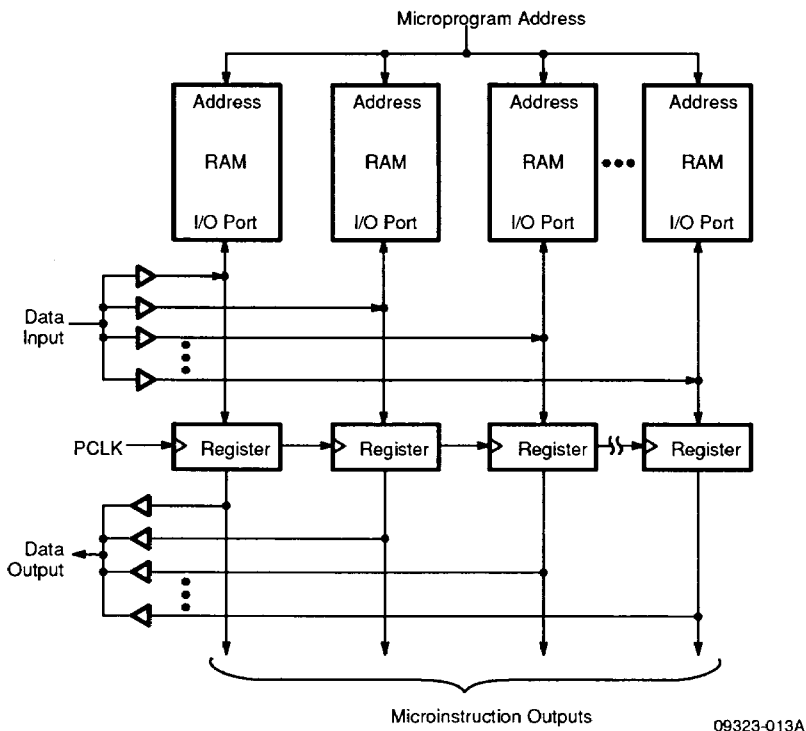 Microprogram Address
Address Address Address Address
RAM RAM RAM RAM
I/O Port I/O Port I/O Port I/O Port
Data
Input
PCLK Register Register Register Register
Data
Output
Microinstruction Outputs
09323-013A